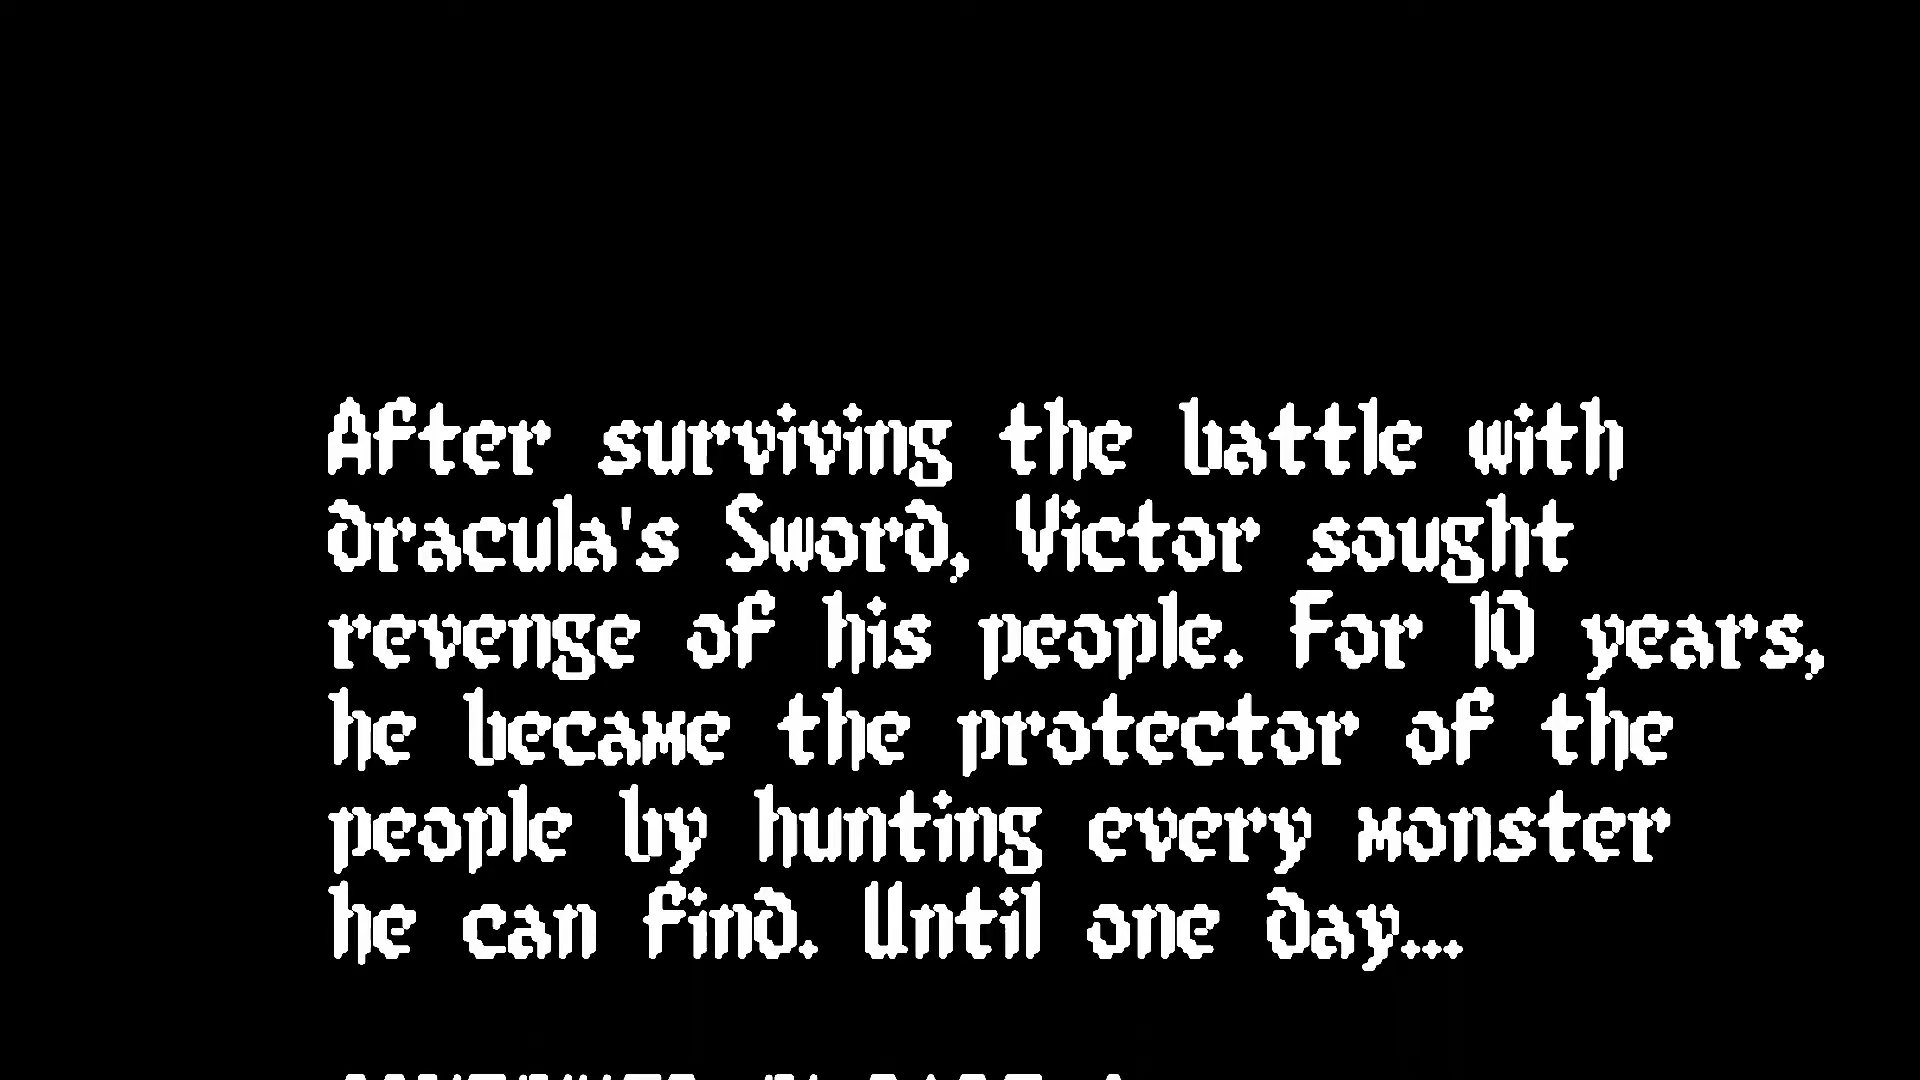 After surviving the battle with
dracula's Sword, Victor sought
revenge of his people. For 10 years,
he became the protector of the
people by hunting every monster
he can find. Until one day...